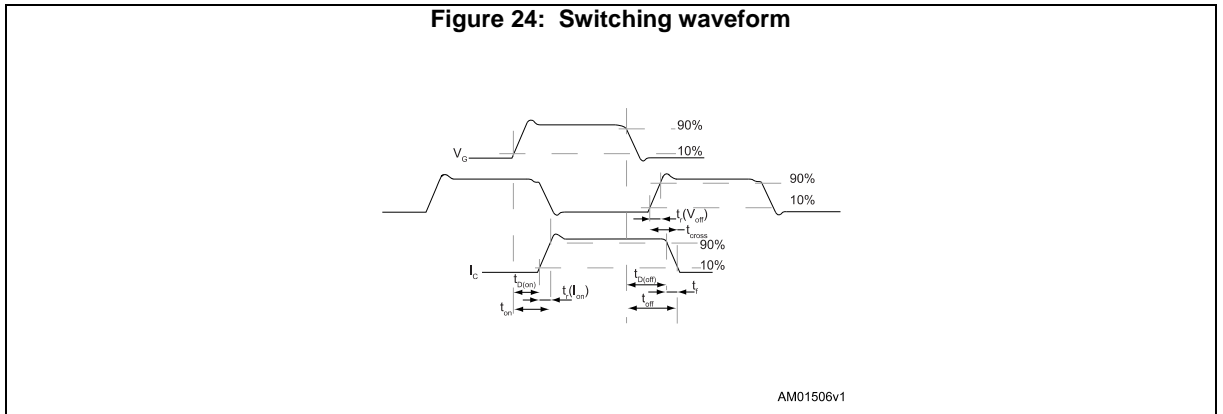 Figure 24: Switching waveform
90%
VG
10%
90%
10%
tr(Voff)
tcross
90%
IC
10%
tD(on)
tD(off)
tr(Ion)
tf
ton
toff
AM01506v1